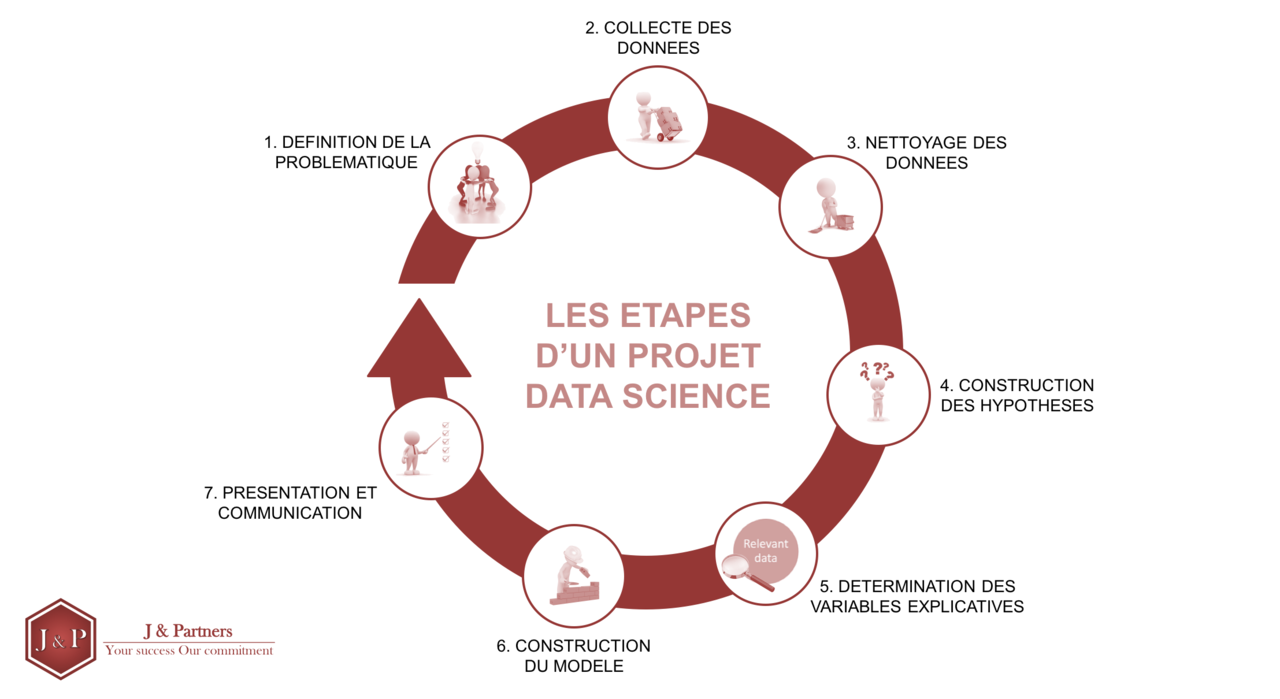 2. COLLECTE DES
DONNEES
1. DEFINITION DE LA
PROBLEMATIQUE
3. NETTOYAGE DES
DONNEES
LES ETAPES
D’UN PROJET
DATA SCIENCE
4. CONSTRUCTION
DES HYPOTHESES
7. PRESENTATION ET
COMMUNICATION
Relevant
data
5. DETERMINATION DES
VARIABLES EXPLICATIVES
6. CONSTRUCTION
DU MODELE
J & P
J & Partners
Your success Our commitment